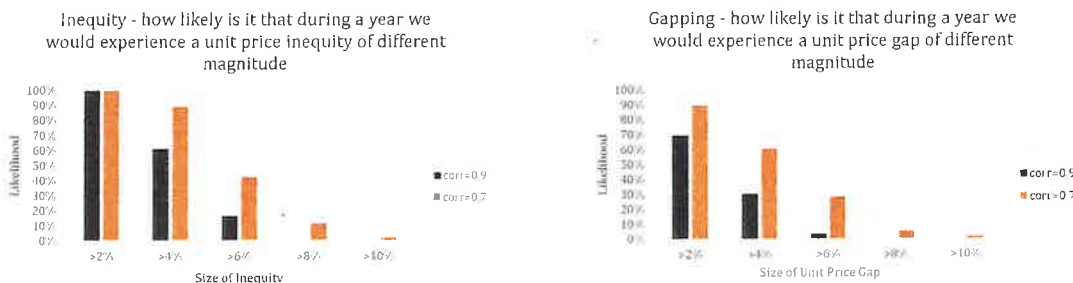 Inequity - how likely is it that during a year we
would experience a unit price inequity of different
magnitude
100%
90%
80%
70%
60%
50%
40%
30%
20%
10%
0%
Likelihood
>2%
>4%
>6%
>8%
>10%
Size of Inequity
corr=0.9
corr=0.7
Gapping - how likely is it that during a year we
would experience a unit price gap of different
magnitude
100%
90%
80%
70%
60%
50%
40%
30%
20%
10%
0%
Likelihood
>2%
>4%
>6%
>8%
>10%
Size of Unit Price Gap
corr=0.9
corr=0.7